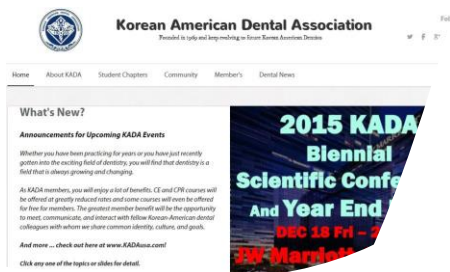 Korean American Dental Association
Home About KADA Student Chapters Community Member's Dental News
What's New?
Announcements for Upcoming KADA Events
Whether you have been practicing for years or you have just recently
gotten into the exciting field of dentistry, you will find that dentistry is a
field that is always growing and changing.
As KADA members, you will enjoy a lot of benefits. CE and CPR courses will
be offered at greatly reduced rates and some courses will even be offered
for free for members. The greatest member benefit will be the opportunity
to meet, communicate, and interact with fellow Korean-American dental
colleagues with whom we share common identity, culture, and goals.
And more ... check out here at www.KADAusa.com!
Click any one of the topics or slides for detail.
2015 KADA
Biennial
Scientific Confe
And Year End
DEC 18 Fri – 2
JW Marriott